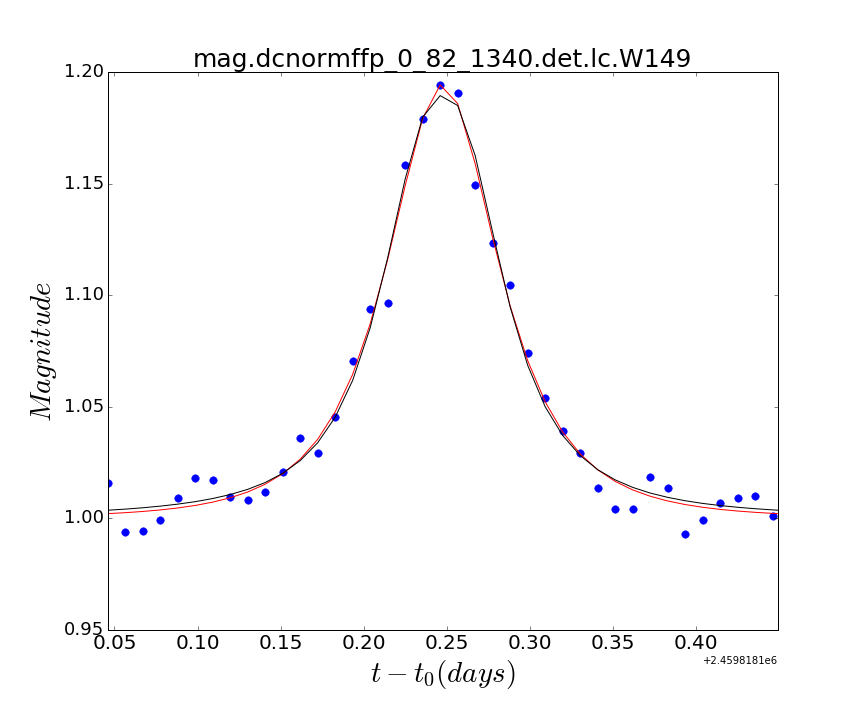 mag.dcnormffp_0_82_1340.det.lc.W149
1.20
1.15
1.10
1.05
1.00
0.95
Magnitude
0.05 0.10 0.15 0.20 0.25 0.30 0.35 0.40
+2.4598181e6
t − t₀(days)